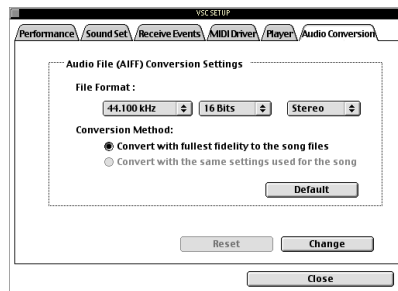 VSC SETUP
Performance Sound Set Receive Events MIDI Driver Player Audio Conversion
Audio File (AIFF) Conversion Settings
File Format :
44.100 kHz 16 Bits Stereo
Conversion Method:
Convert with fullest fidelity to the song files
Convert with the same settings used for the song
Default
Reset Change
Close